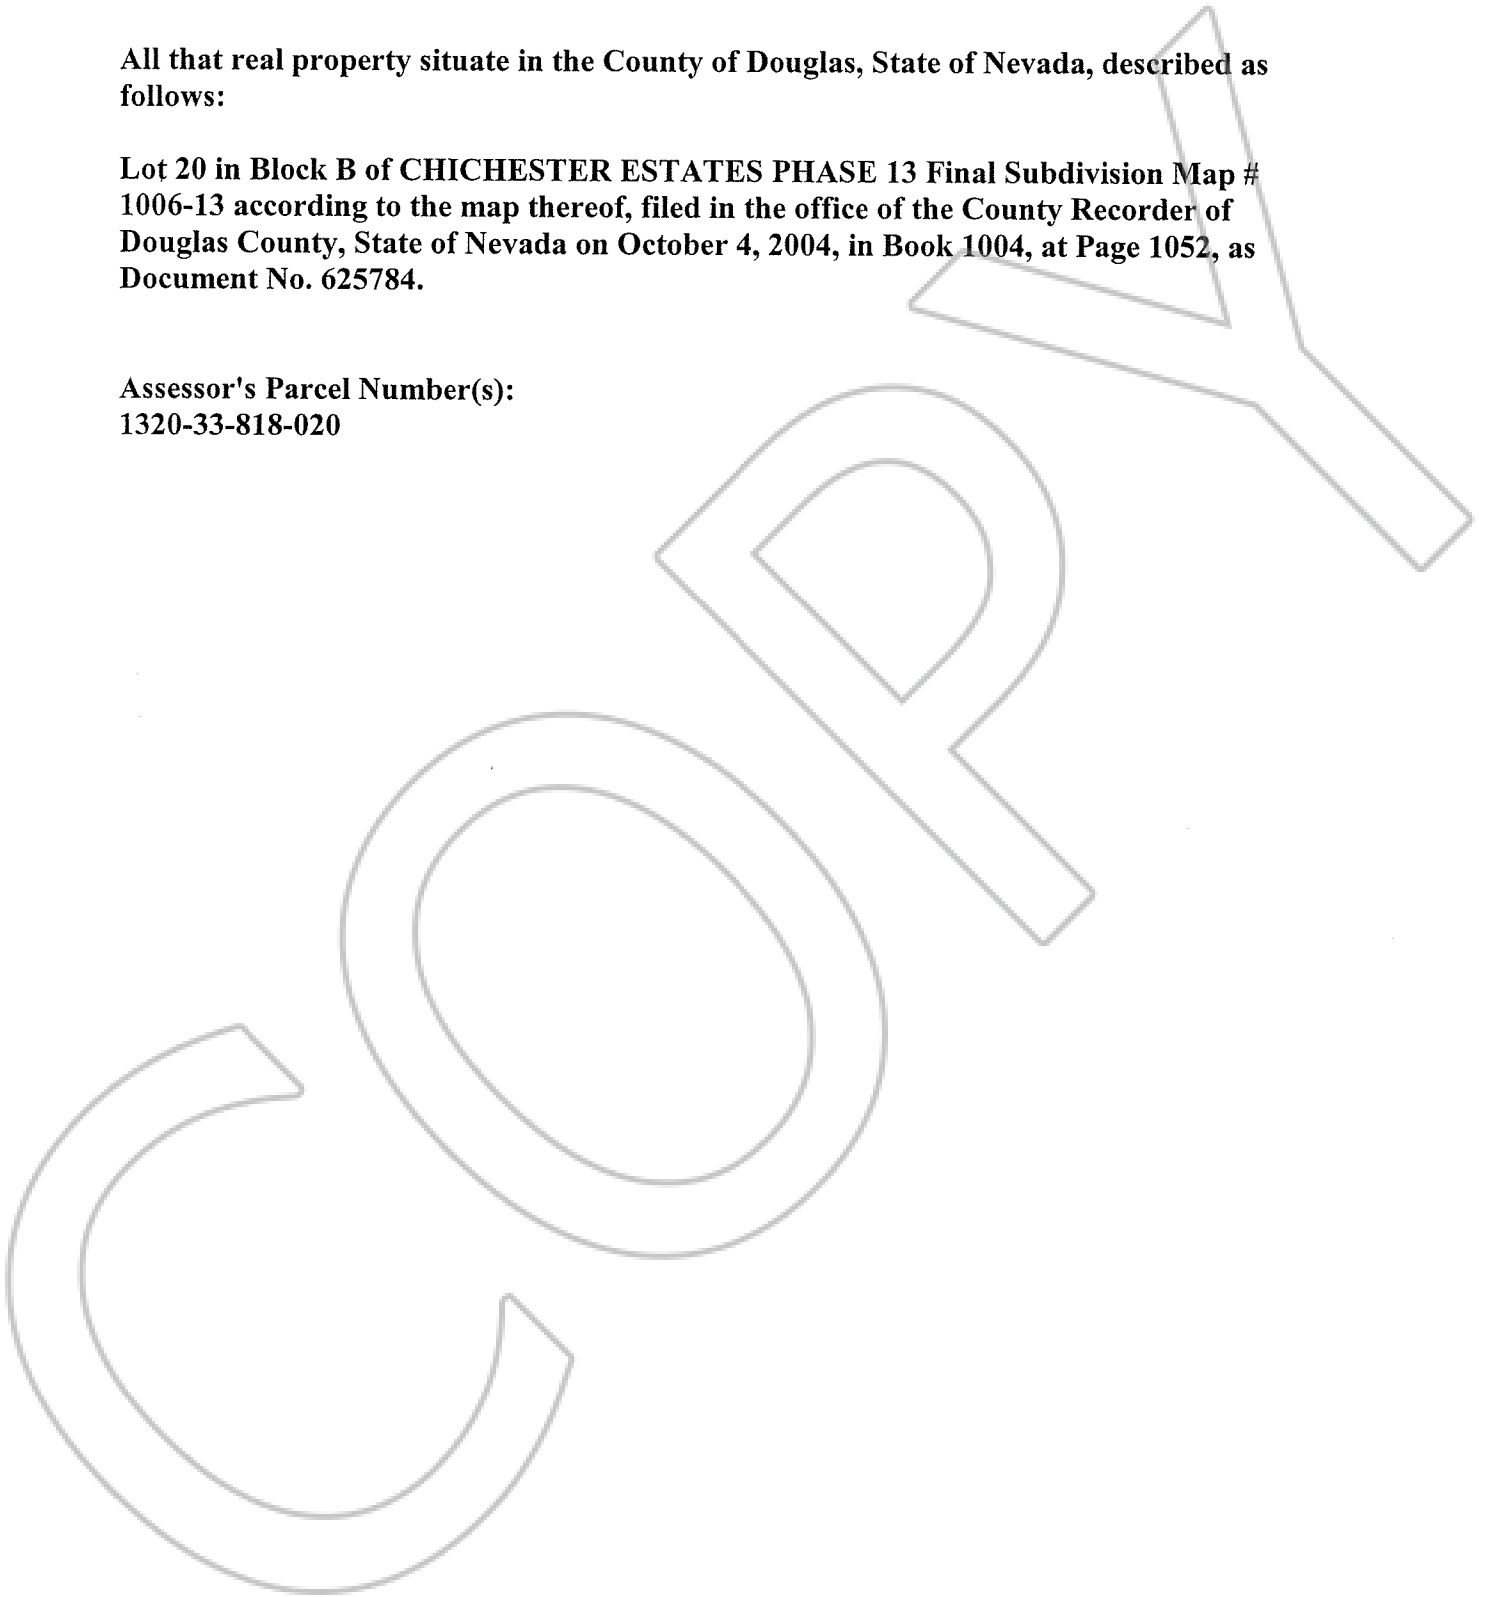 All that real property situate in the County of Douglas, State of Nevada, described as
follows:
Lot 20 in Block B of CHICHESTER ESTATES PHASE 13 Final Subdivision Map #
1006-13 according to the map thereof, filed in the office of the County Recorder of
Douglas County, State of Nevada on October 4, 2004, in Book 1004, at Page 1052, as
Document No. 625784.
Assessor's Parcel Number(s):
1320-33-818-020
COPY